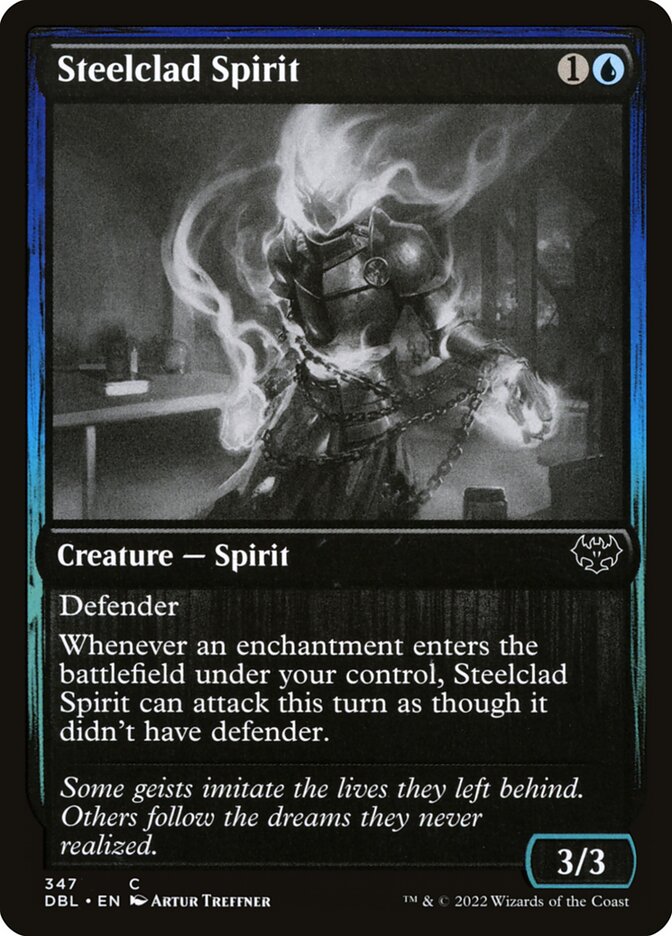 Steelclad Spirit 1
Creature — Spirit
Defender
Whenever an enchantment enters the
battlefield under your control, Steelclad
Spirit can attack this turn as though it
didn't have defender.
Some geists imitate the lives they left behind.
Others follow the dreams they never
realized.
3/3
347 C
DBL • EN Artur Treffner
™ & © 2022 Wizards of the Coast